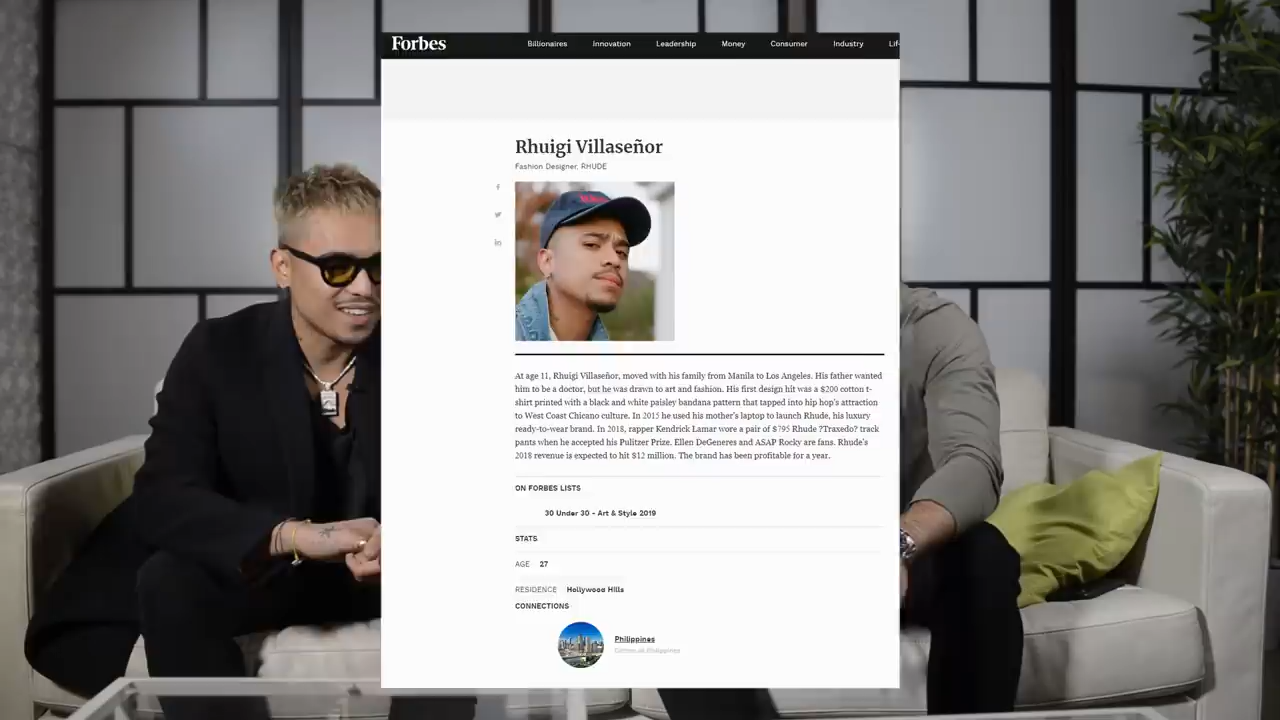 Forbes
Billionaires Innovation Leadership Money Consumer Industry Lif
Rhuigi Villaseñor
Fashion Designer, RHUDE
At age 11, Rhuigi Villaseñor, moved with his family from Manila to Los Angeles. His father wanted
him to be a doctor, but he was drawn to art and fashion. His first design hit was a $200 cotton t-
shirt printed with a black and white paisley bandana pattern that tapped into hip hop's attraction
to West Coast Chicano culture. In 2015 he used his mother's laptop to launch Rhude, his luxury
ready-to-wear brand. In 2018, rapper Kendrick Lamar wore a pair of $795 Rhude ?Traxedo? track
pants when he accepted his Pulitzer Prize. Ellen DeGeneres and ASAP Rocky are fans. Rhude's
2018 revenue is expected to hit $12 million. The brand has been profitable for a year.
ON FORBES LISTS
30 Under 30 - Art & Style 2019
STATS
AGE 27
RESIDENCE Hollywood Hills
CONNECTIONS
Philippines